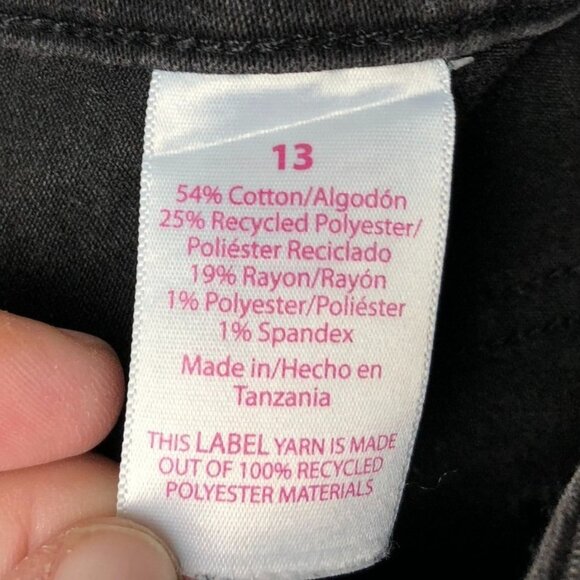 13
54% Cotton/Algodón
25% Recycled Polyester/
Poliéster Reciclado
19% Rayon/Rayón
1% Polyester/Poliéster
1% Spandex
Made in/Hecho en
Tanzania
THIS LABEL YARN IS MADE
OUT OF 100% RECYCLED
POLYESTER MATERIALS